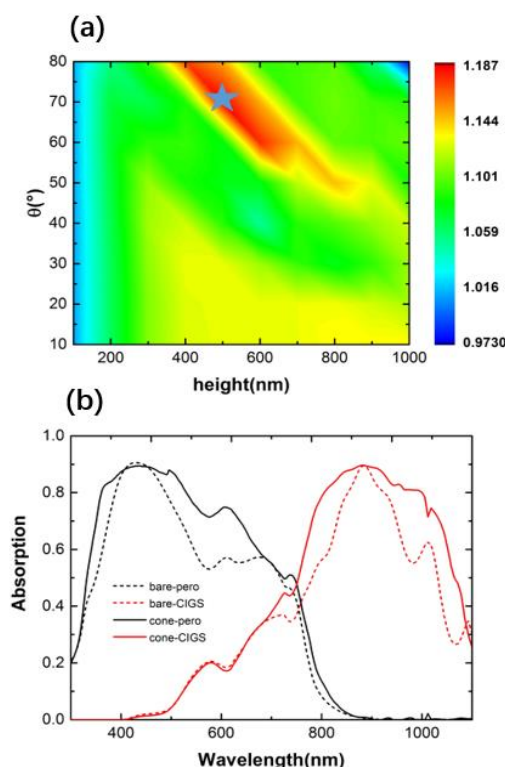 (a)
80
70
60
50
40
30
20
10
θ(°)
200 400 600 800 1000
height(nm)
1.187
1.144
1.101
1.059
1.016
0.9730
(b)
1.0
0.8
0.6
0.4
0.2
0.0
Absorption
bare-pero
bare-CIGS
cone-pero
cone-CIGS
400 600 800 1000
Wavelength(nm)